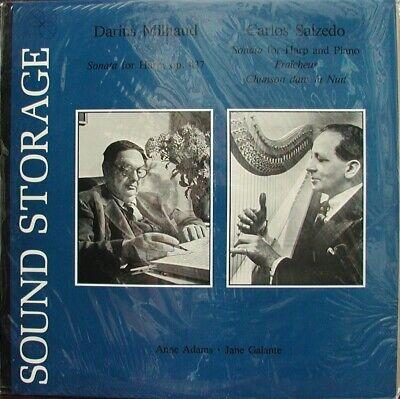 Darius Milhaud
Sonata for Harp, op. 437
Carlos Salzedo
Sonata for Harp and Piano
Fraîcheur
Chanson dans la Nuit
SOUND STORAGE
Anne Adams · Jane Galante